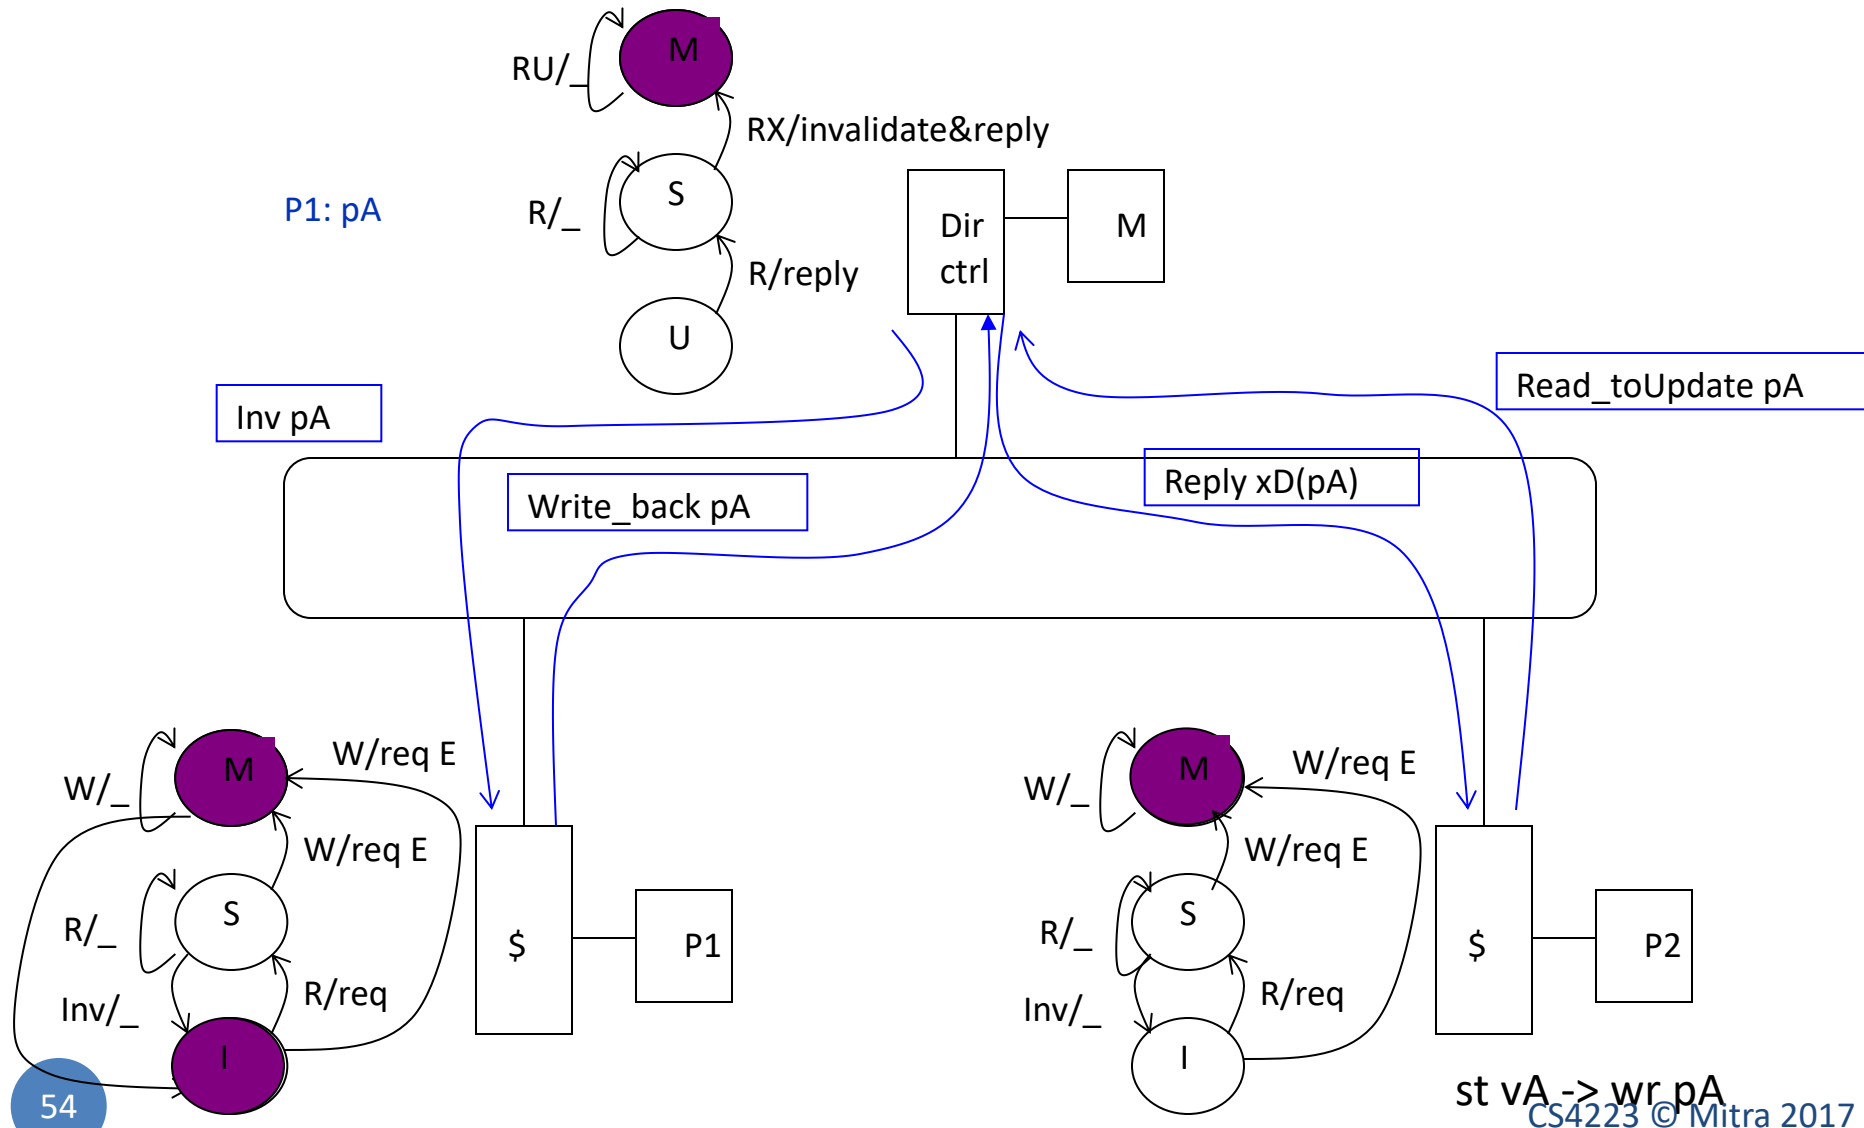 M
RU/_
RX/invalidate&reply
P1: pA
R/_
S
Dir
ctrl
M
R/reply
U
Inv pA
Read_toUpdate pA
Write_back pA
Reply xD(pA)
M
W/req E
W/_
W/req E
S
R/_
R/req
Inv/_
I
$
P1
M
W/req E
W/_
W/req E
S
R/_
R/req
Inv/_
I
$
P2
st vA -> wr pA
54
CS4223 © Mitra 2017